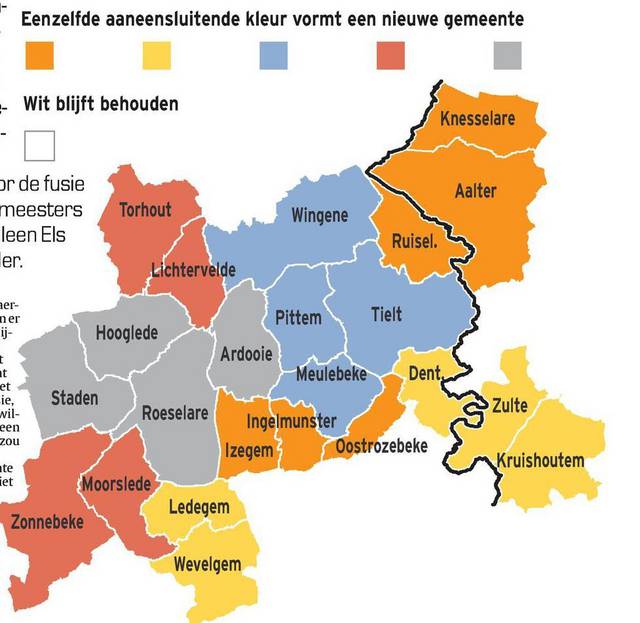 Eenzelfde aaneensluitende kleur vormt een nieuwe gemeente
Wit blijft behouden
or de fusie
meesters
leen Els
ler.
Knesselare
Aalter
Torhout
Wingene
Ruisel.
Lichtervelde
Pittem
Tielt
Hooglede
Ardooie
Meulebeke
Dent.
Staden
Roeselare
Zulte
Ingelmunster
Izegem
Oostrozebeke
Kruishoutem
Moorslede
Ledegem
Zonnebeke
Wevelgem